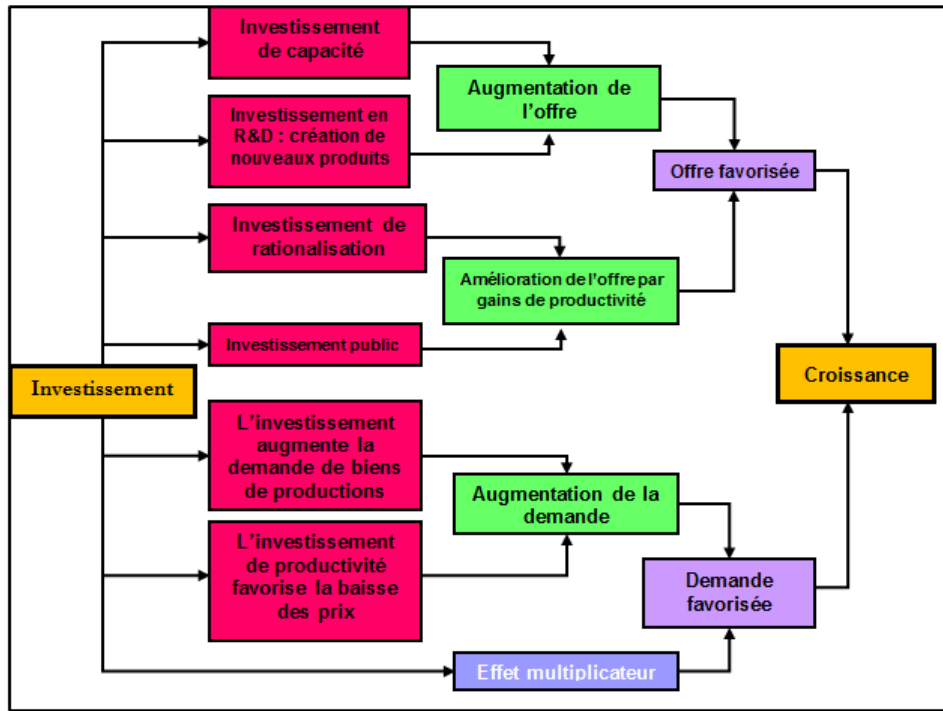 Investissement
de capacité
Augmentation de
l'offre
Investissement en
R&D : création de
nouveaux produits
Offre favorisée
Investissement de
rationalisation
Amélioration de l'offre par
gains de productivité
Investissement public
Investissement
Croissance
L'investissement
augmente la
demande de biens
de productions
Augmentation de la
demande
L'investissement
de productivité
favorise la baisse
des prix
Demande
favorisée
Effet multiplicateur